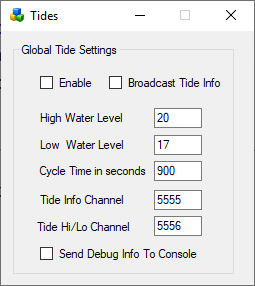 Tides
Global Tide Settings
Enable Broadcast Tide Info
High Water Level 20
Low Water Level 17
Cycle Time in seconds 900
Tide Info Channel 5555
Tide Hi/Lo Channel 5556
Send Debug Info To Console